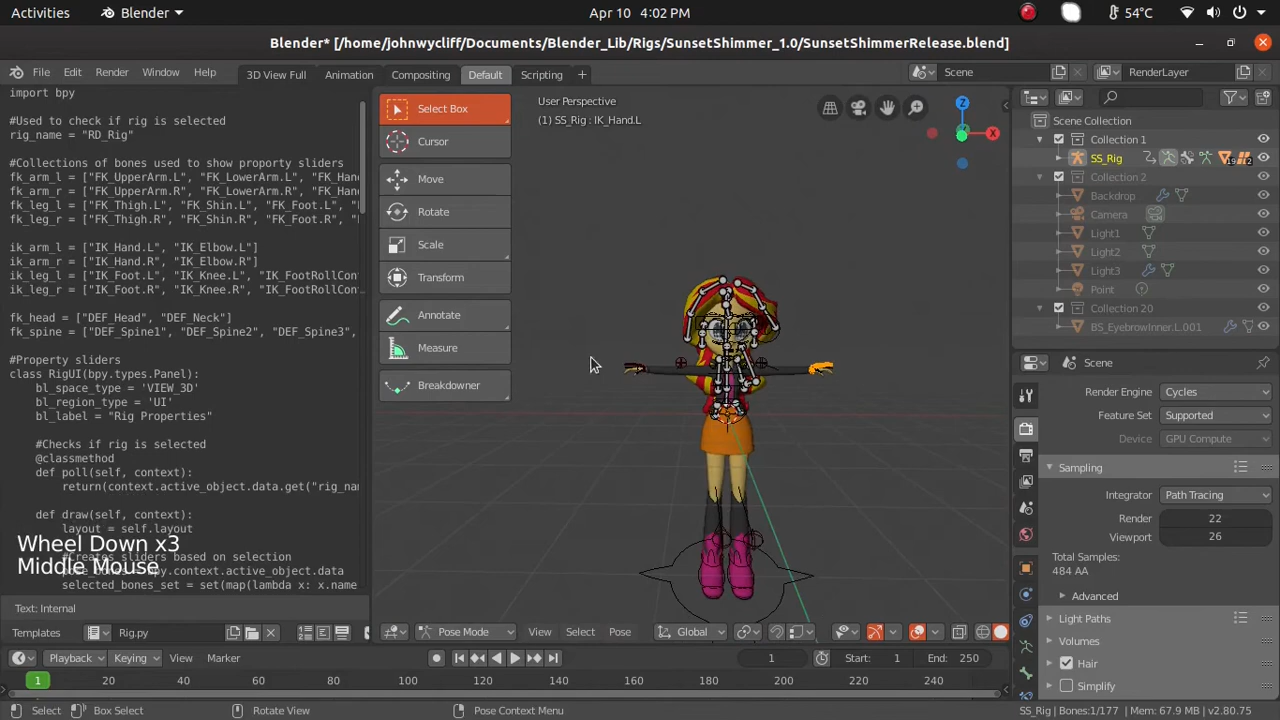 Activities Blender Apr 10 4:02 PM 54°C
Blender* [/home/johnwycliff/Documents/Blender_Lib/Rigs/SunsetShimmer_1.0/SunsetShimmerRelease.blend]
File Edit Render Window Help 3D View Full Animation Compositing Default Scripting + Scene RenderLayer
import bpy
#Used to check if rig is selected
rig_name = "RD_Rig"
#Collections of bones used to show property sliders
fk_arm_l = ["FK_UpperArm.L", "FK_LowerArm.L", "FK_Han
fk_arm_r = ["FK_UpperArm.R", "FK_LowerArm.R", "FK_Han
fk_leg_l = ["FK_Thigh.L", "FK_Shin.L", "FK_Foot.L", "
fk_leg_r = ["FK_Thigh.R", "FK_Shin.R", "FK_Foot.R", "
ik_arm_l = ["IK_Hand.L", "IK_Elbow.L"]
ik_arm_r = ["IK_Hand.R", "IK_Elbow.R"]
ik_leg_l = ["IK_Foot.L", "IK_Knee.L", "IK_FootRollCon
ik_leg_r = ["IK_Foot.R", "IK_Knee.R", "IK_FootRollCon
fk_head = ["DEF_Head", "DEF_Neck"]
fk_spine = ["DEF_Spine1", "DEF_Spine2", "DEF_Spine3",
#Property sliders
class RigUI(bpy.types.Panel):
bl_space_type = 'VIEW_3D'
bl_region_type = 'UI'
bl_label = "Rig Properties"
#Checks if rig is selected
@classmethod
def poll(self, context):
return(context.active_object.data.get("rig_na
def draw(self, context):
layout = self.layout
#Creates sliders based on selection
= context.active_object.data
selected_bones_set = set(map(lambda x: x.name
Wheel Down x3
Middle Mouse
Text: Internal
Templates Rig.py
Select Box
Cursor
Move
Rotate
Scale
Transform
Annotate
Measure
Breakdowner
User Perspective
(1) SS_Rig : IK_Hand.L
Z
X
Pose Mode View Select Pose Global
Scene Collection
Collection 1
SS_Rig 19 2
Collection 2
Backdrop
Camera
Light1
Light2
Light3
Point
Collection 20
BS_EyebrowInner.L.001
Scene
Render Engine Cycles
Feature Set Supported
Device GPU Compute
Sampling
Integrator Path Tracing
Render 22
Viewport 26
Total Samples:
484 AA
Advanced
Light Paths
Volumes
Hair
Simplify
Playback Keying View Marker 1 Start: 1 End: 250
1 20 40 60 80 100 120 140 160 180 200 220 240
Select Box Select Rotate View Pose Context Menu SS_Rig | Bones:1/177 | Mem: 67.9 MB | v2.80.75